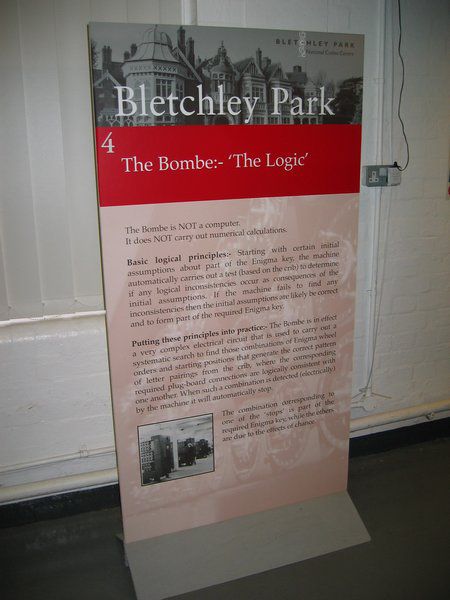 BLETCHLEY PARK
National Codes Centre
Bletchley Park
4
The Bombe:- 'The Logic'
The Bombe is NOT a computer.
It does NOT carry out numerical calculations.
Basic logical principles:- Starting with certain initial
assumptions about part of the Enigma key, the machine
automatically carries out a test (based on the crib) to determine
if any logical inconsistencies occur as consequences of the
initial assumptions. If the machine fails to find any
inconsistencies then the initial assumptions are likely be correct
and to form part of the required Enigma key.
Putting these principles into practice:- The Bombe is in effect
a very complex electrical circuit that is used to carry out a
systematic search to find those combinations of Enigma wheel
orders and starting positions that generate the correct pattern
of letter pairings from the crib, where the corresponding
required plug-board connections are logically consistent with
one another. When such a combination is detected (electrically)
by the machine it will automatically stop.
The combination corresponding to
one of the 'stops' is part of the
required Enigma key, while the others
are due to the effects of chance.